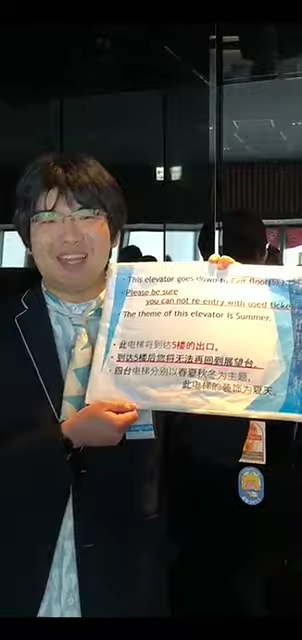 • This elevator goes down to Exit floor(5F).
• Please be sure
you can not re-entry with used ticke
• The theme of this elevator is Summer.
• 此电梯将到达5楼的出口。
• 到达5楼后您将无法再回到展望台。
• 四台电梯分别以春夏秋冬为主题，
此电梯的装饰为夏天。